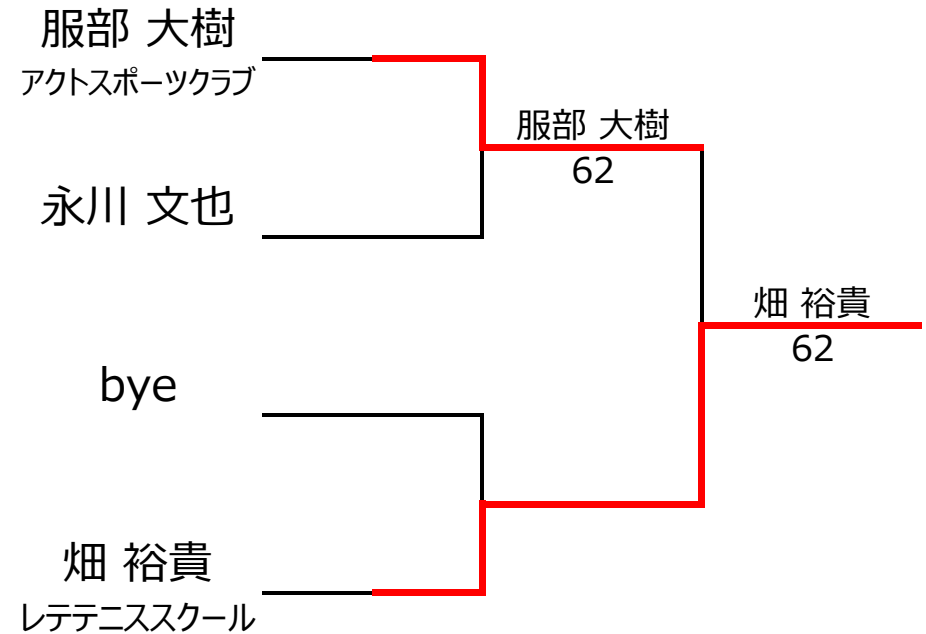 服部 大樹
アクトスポーツクラブ
服部 大樹
62
永川 文也
畑 裕貴
62
bye
畑 裕貴
レテテニススクール